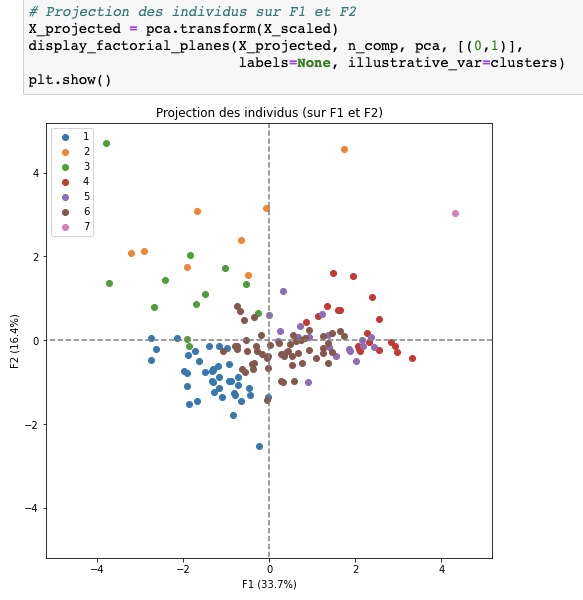 # Projection des individus sur F1 et F2
X_projected = pca.transform(X_scaled)
display_factorial_planes(X_projected, n_comp, pca, [(0,1)],
labels=None, illustrative_var=clusters)
plt.show()
Projection des individus (sur F1 et F2)
1
2
3
4
5
6
7
4
2
0
−2
−4
F2 (16.4%)
−4
−2
0
2
4
F1 (33.7%)